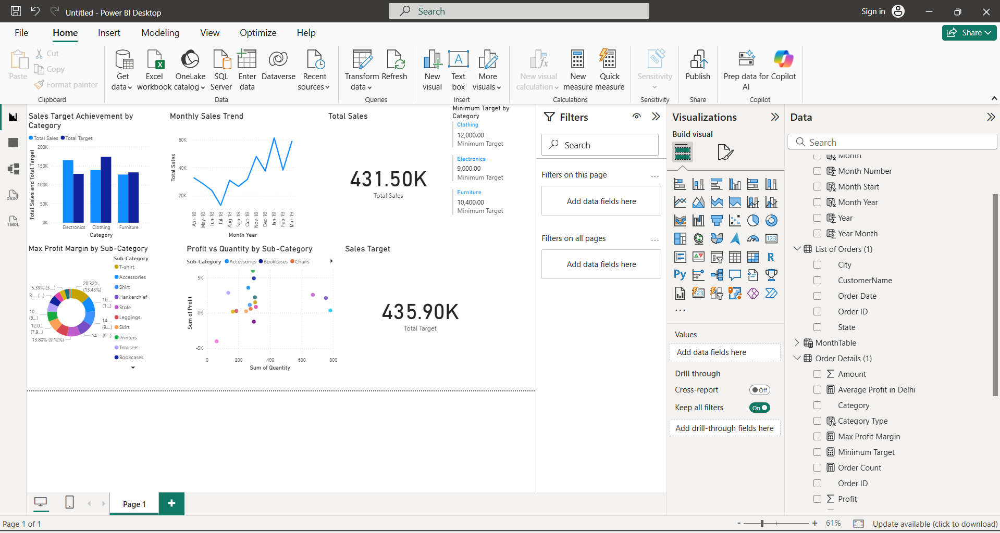 Untitled - Power BI Desktop
Search
Sign in
File Home Insert Modeling View Optimize Help
Share
Paste
Cut
Copy
Format painter
Clipboard
Get data
Excel workbook
OneLake catalog
SQL Server
Enter data
Dataverse
Recent sources
Data
Transform data
Refresh
Queries
New visual
Text box
More visuals
Insert
New visual calculation
New measure
Quick measure
Calculations
Sensitivity
Sensitivity
Publish
Share
Prep data for AI
Copilot
Copilot
DAX
TMDL
Sales Target Achievement by
Category
Total Sales Total Target
Total Sales and Total Target
200K
150K
100K
50K
0K
Electronics Clothing Furniture
Category
Monthly Sales Trend
Total Sales
60K
40K
20K
Apr-18 May-18 Jun-18 Jul-18 Aug-18 Sep-18 Oct-18 Nov-18 Dec-18 Jan-19 Feb-19 Mar-19
Month Year
Total Sales
431.50K
Total Sales
Minimum Target by
Category
Clothing
12,000.00
Minimum Target
Electronics
9,000.00
Minimum Target
Furniture
10,400.00
Minimum Target
Max Profit Margin by Sub-Category
Sub-Category
T-shirt
Accessories
Shirt
Hankerchief
Stole
Leggings
Skirt
Printers
Trousers
Bookcases
20.32%
(13.43%)
16....
(1...)
14....
(9....)
14.... (9...)
13.80% (9.12%)
12.0...
(7.9...)
10...
(6...)
8.... (...)
5.39% (3....)
Profit vs Quantity by Sub-Category
Sub-Category Accessories Bookcases Chairs
Sum of Profit
5K
0K
-5K
0 200 400 600 800
Sum of Quantity
Sales Target
435.90K
Total Target
Filters
Search
Filters on this page
...
Add data fields here
Filters on all pages
...
Add data fields here
Visualizations
Build visual
123
R
Py
123
...
Values
Add data fields here
Drill through
Cross-report
Off
Keep all filters
On
Add drill-through fields here
Data
Search
Month
Month Number
Month Start
Month Year
Year
Year Month
List of Orders (1)
City
CustomerName
Order Date
Order ID
State
MonthTable
Order Details (1)
Amount
Average Profit in Delhi
Category
Category Type
Max Profit Margin
Minimum Target
Order Count
Order ID
Profit
Page 1
+
Page 1 of 1
- + 61%
Update available (click to download)